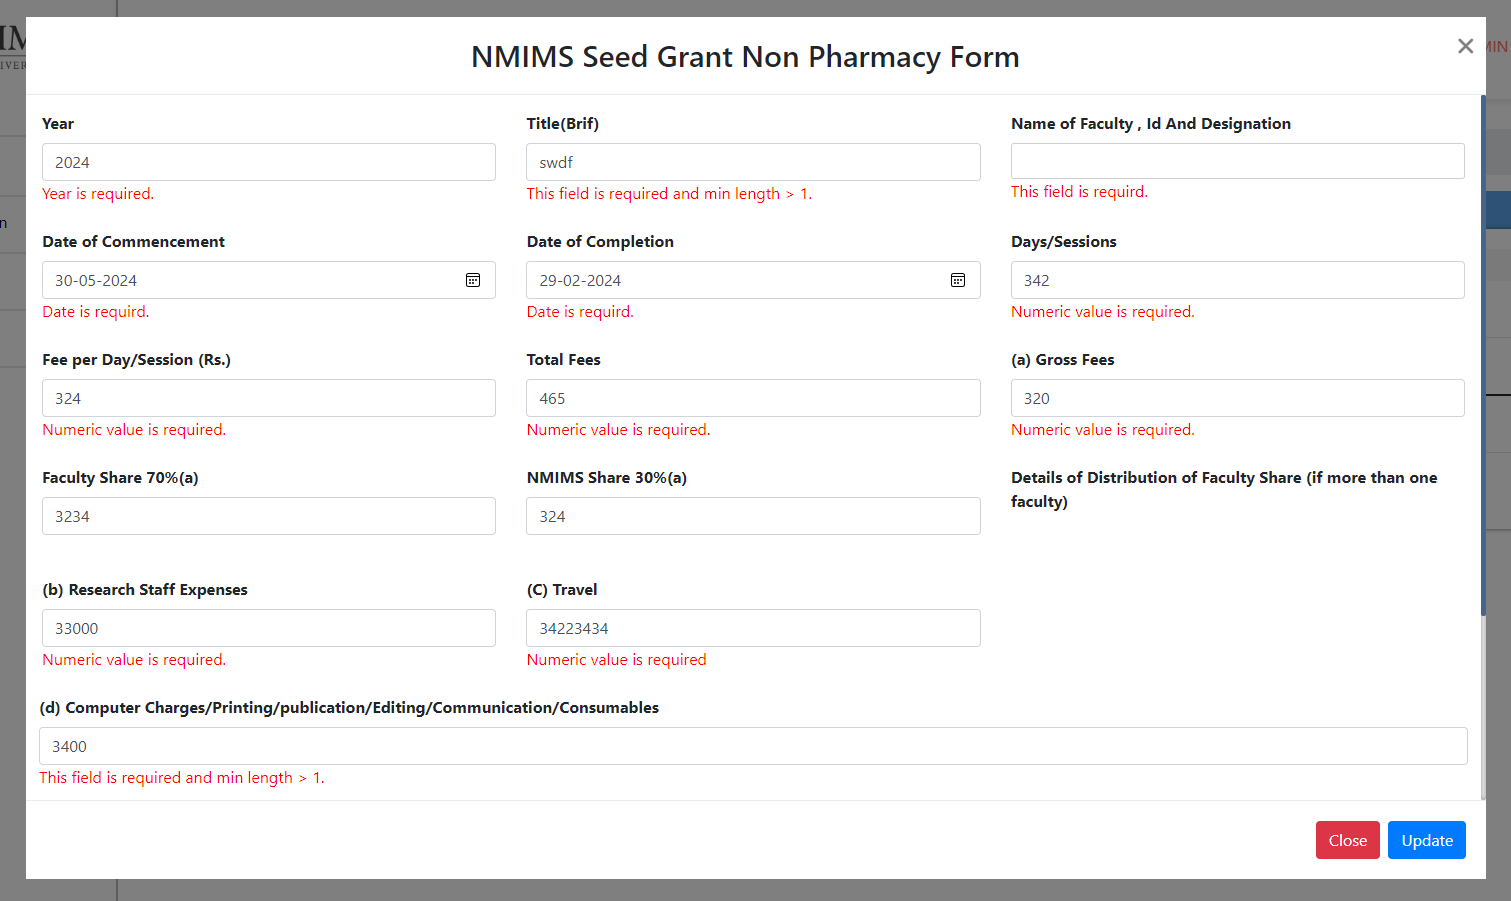 NMIMS Seed Grant Non Pharmacy Form
Year
Title(Brif)
Name of Faculty , Id And Designation
2024
swdf
Year is required.
This field is required and min length > 1.
This field is requird.
Date of Commencement
Date of Completion
Days/Sessions
30-05-2024
29-02-2024
342
Date is requird.
Date is requird.
Numeric value is required.
Fee per Day/Session (Rs.)
Total Fees
(a) Gross Fees
324
465
320
Numeric value is required.
Numeric value is required.
Numeric value is required.
Faculty Share 70%(a)
NMIMS Share 30%(a)
Details of Distribution of Faculty Share (if more than one
faculty)
3234
324
(b) Research Staff Expenses
(C) Travel
33000
34223434
Numeric value is required.
Numeric value is required
(d) Computer Charges/Printing/publication/Editing/Communication/Consumables
3400
This field is required and min length > 1.
Close
Update